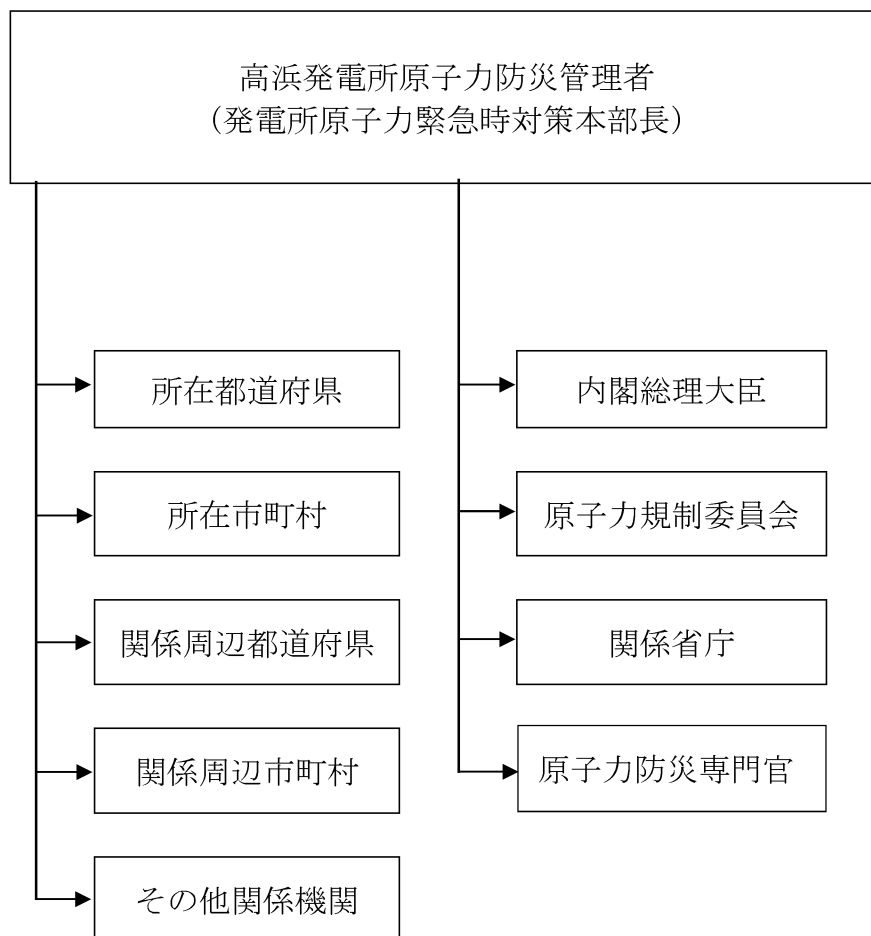 高浜発電所原子力防災管理者
（発電所原子力緊急時対策本部長）
所在都道府県
所在市町村
関係周辺都道府県
関係周辺市町村
その他関係機関
内閣総理大臣
原子力規制委員会
関係省庁
原子力防災専門官